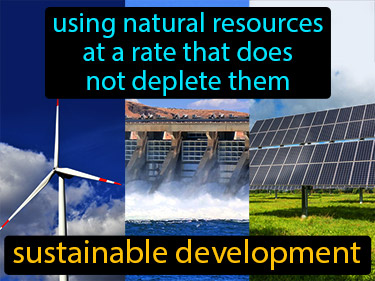 using natural resources
at a rate that does
not deplete them
sustainable development